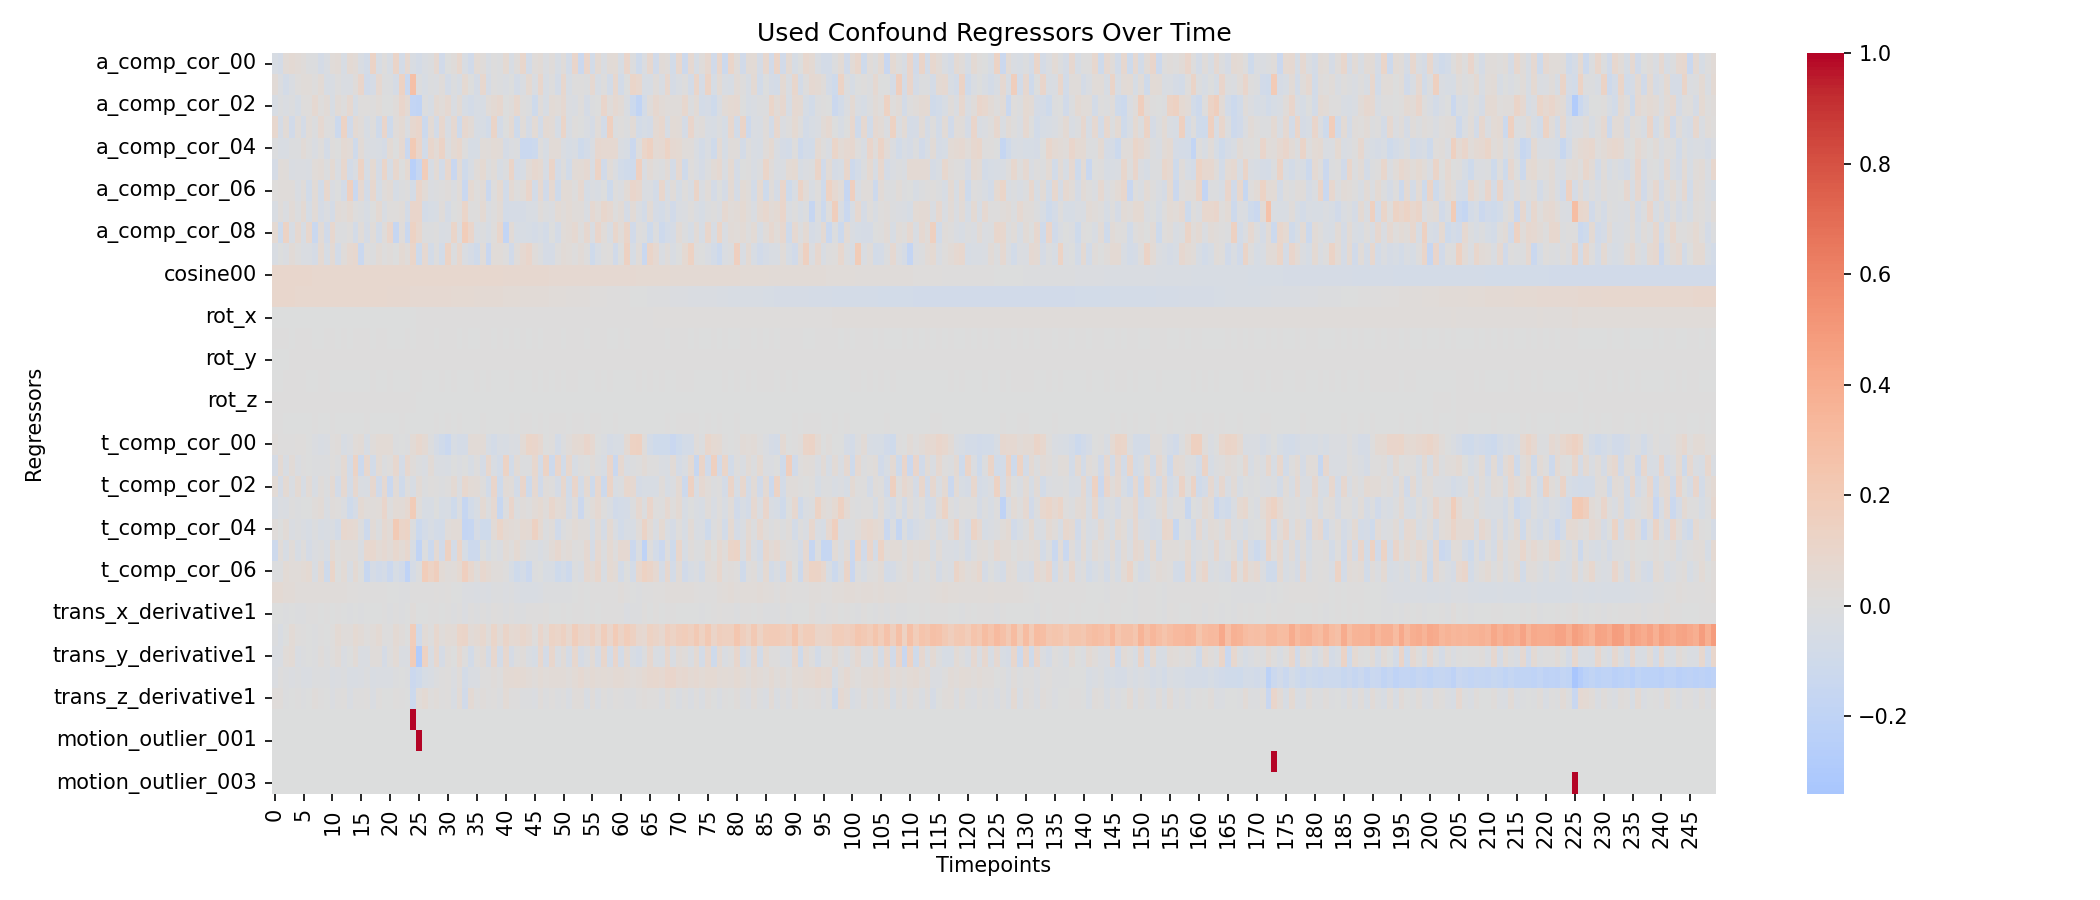 Used Confound Regressors Over Time
a_comp_cor_00
a_comp_cor_02
a_comp_cor_04
a_comp_cor_06
a_comp_cor_08
cosine00
rot_x
rot_y
rot_z
t_comp_cor_00
t_comp_cor_02
t_comp_cor_04
t_comp_cor_06
trans_x_derivative1
trans_y_derivative1
trans_z_derivative1
motion_outlier_001
motion_outlier_003
Regressors
0 5 10 15 20 25 30 35 40 45 50 55 60 65 70 75 80 85 90 95 100 105 110 115 120 125 130 135 140 145 150 155 160 165 170 175 180 185 190 195 200 205 210 215 220 225 230 235 240 245
Timepoints
1.0
0.8
0.6
0.4
0.2
0.0
−0.2